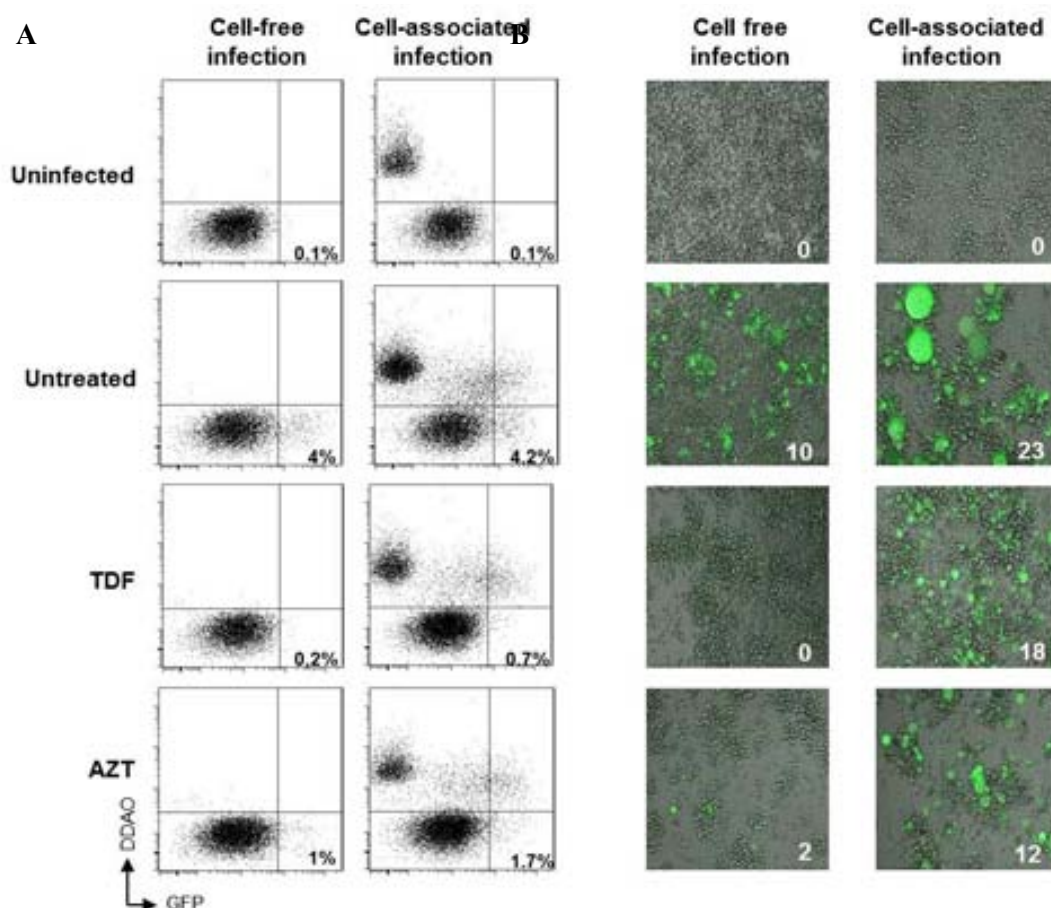 A
Cell-free infection
Cell-associated infection
B
Cell free infection
Cell-associated infection
Uninfected
0.1%
0.1%
0
0
Untreated
4%
4.2%
10
23
TDF
0.2%
0.7%
0
18
AZT
1%
1.7%
2
12
DDAO
GFP